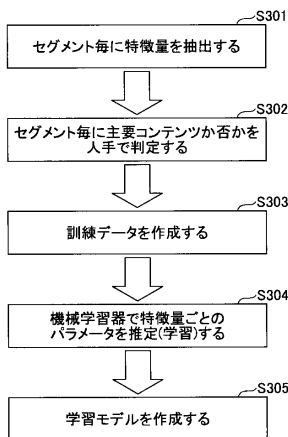 S301
セグメント毎に特徴量を抽出する
S302
セグメント毎に主要コンテンツか否かを
人手で判定する
S303
訓練データを作成する
S304
機械学習器で特徴量ごとの
パラメータを推定(学習)する
S305
学習モデルを作成する